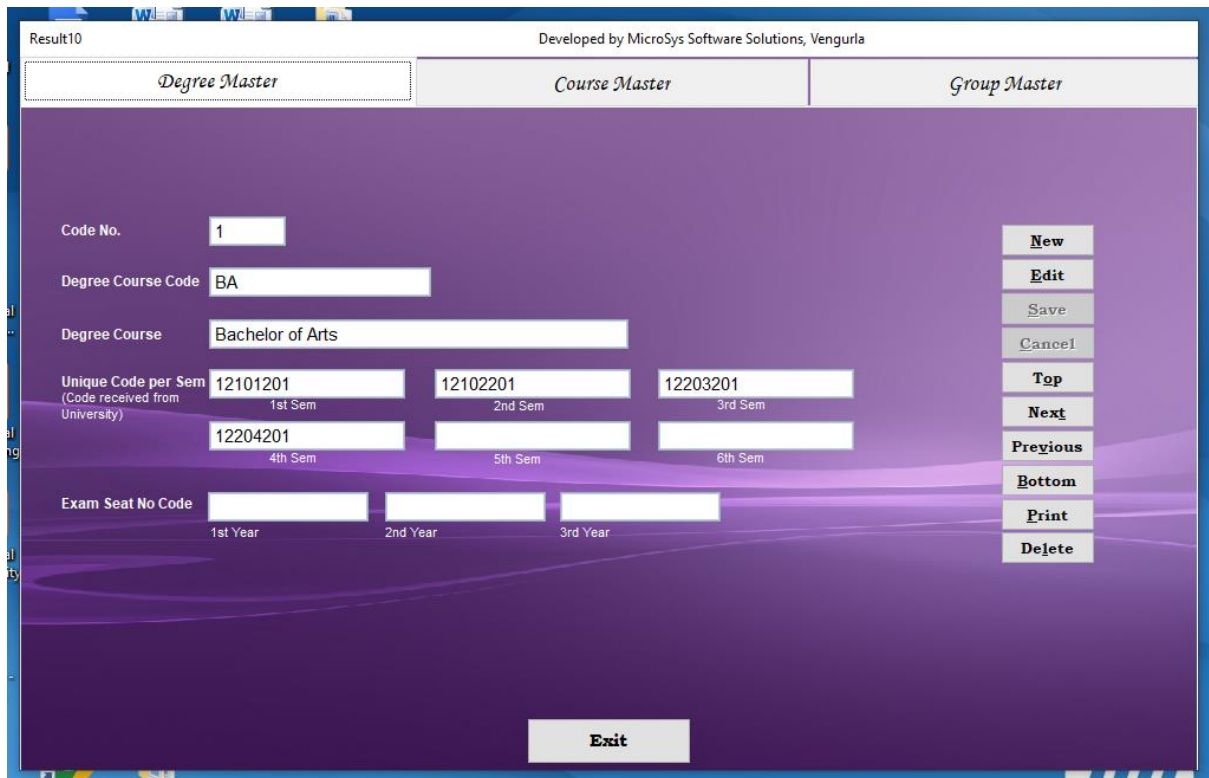 Result10 Developed by MicroSys Software Solutions, Vengurla
Degree Master Course Master Group Master
Code No. 1
New
Degree Course Code BA
Edit
Save
Degree Course Bachelor of Arts
Cancel
Unique Code per Sem 12101201 12102201 12203201
Top
(Code received from University)
1st Sem 2nd Sem 3rd Sem
Next
12204201
Previous
4th Sem 5th Sem 6th Sem
Bottom
Exam Seat No Code
Print
1st Year 2nd Year 3rd Year
Delete
Exit